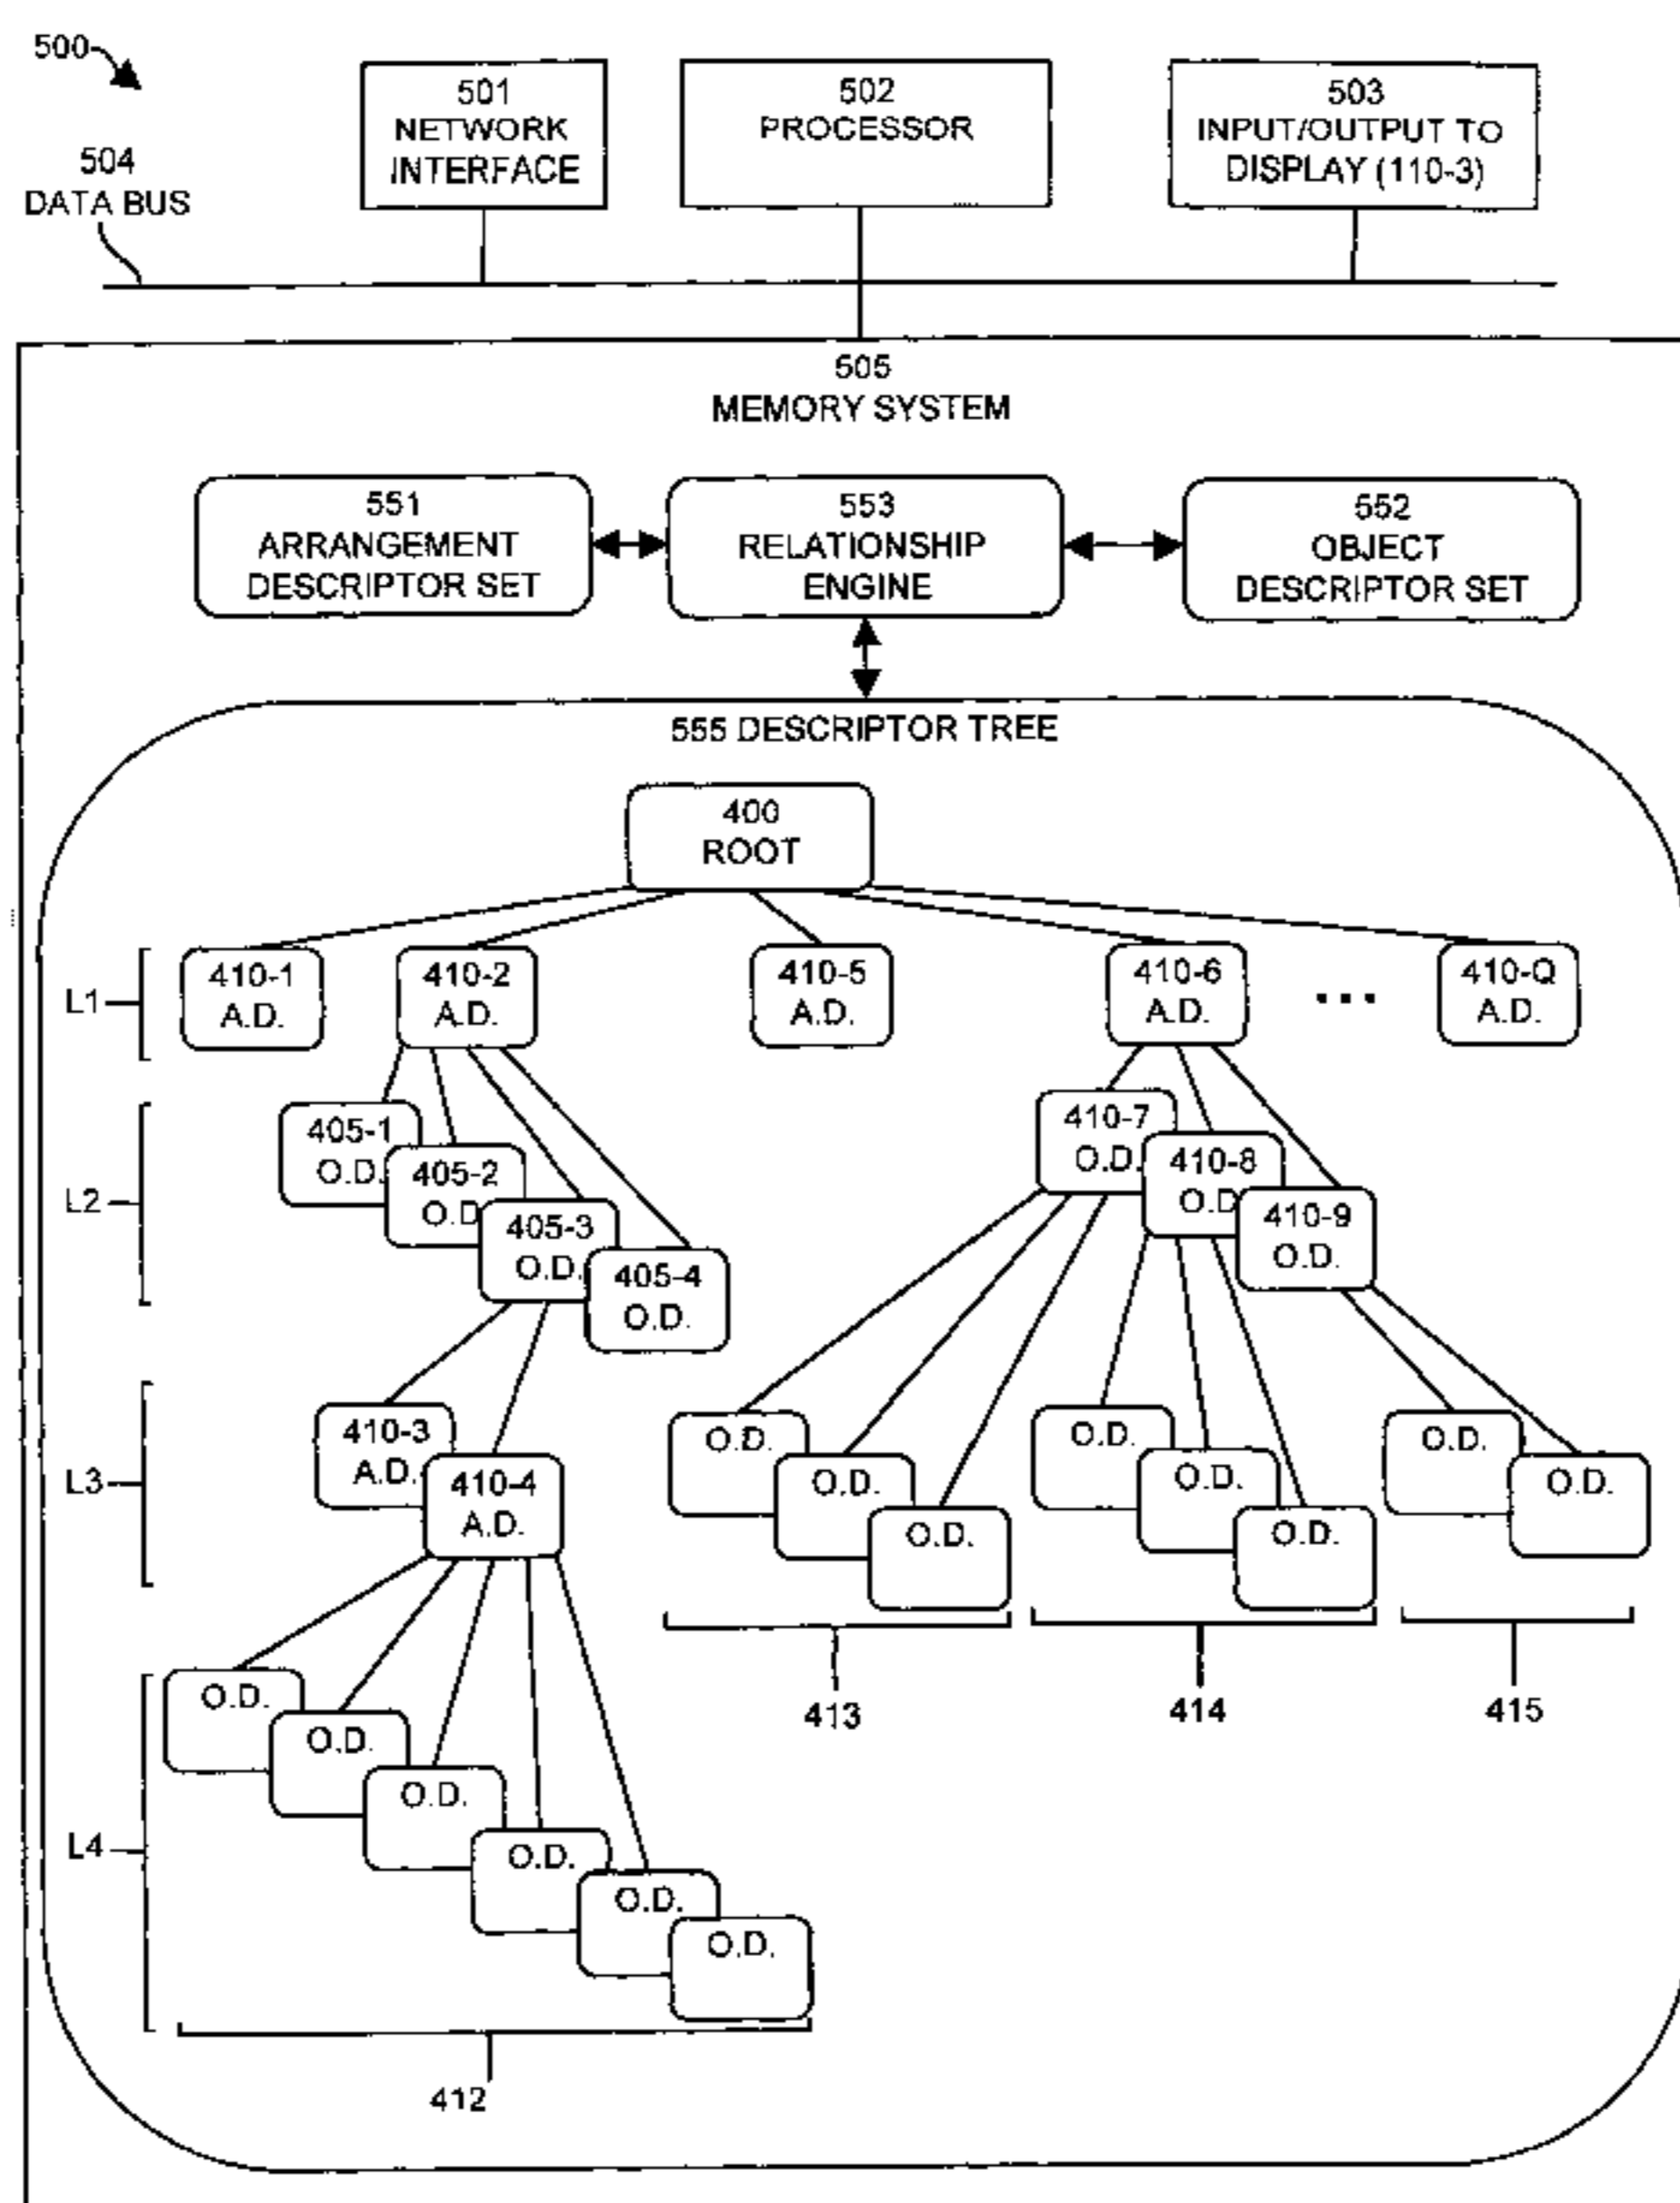 500
501
NETWORK
INTERFACE
502
PROCESSOR
503
INPUT/OUTPUT TO
DISPLAY (110-3)
504
DATA BUS
505
MEMORY SYSTEM
551
ARRANGEMENT
DESCRIPTOR SET
553
RELATIONSHIP
ENGINE
552
OBJECT
DESCRIPTOR SET
555 DESCRIPTOR TREE
400
ROOT
L1
410-1
A.D.
410-2
A.D.
410-5
A.D.
410-6
A.D.
...
410-Q
A.D.
L2
405-1
O.D.
405-2
O.D
405-3
O.D.
405-4
O.D.
410-7
O.D.
410-8
O.D
410-9
O.D.
L3
410-3
A.D.
410-4
A.D.
O.D.
O.D.
O.D.
O.D.
O.D.
O.D.
O.D.
O.D.
413
414
415
L4
O.D.
O.D.
O.D.
O.D.
O.D.
O.D.
412